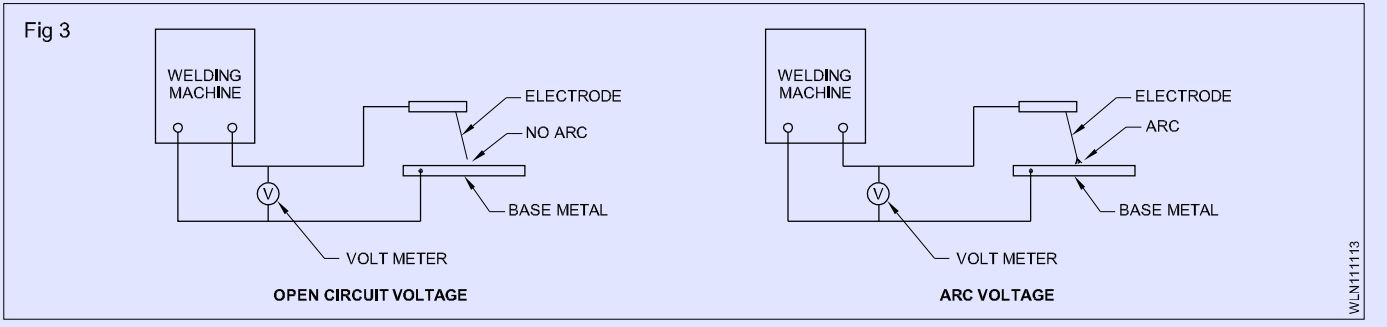 Fig 3
WELDING
MACHINE
ELECTRODE
NO ARC
BASE METAL
V
VOLT METER
OPEN CIRCUIT VOLTAGE
WELDING
MACHINE
ELECTRODE
ARC
BASE METAL
V
VOLT METER
ARC VOLTAGE
WLN111113